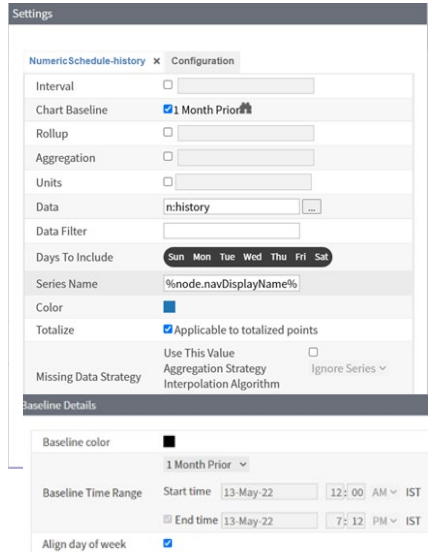 Settings
NumericSchedule-history x Configuration
Interval
Chart Baseline 1 Month Prior
Rollup
Aggregation
Units
Data n:history ...
Data Filter
Days To Include Sun Mon Tue Wed Thu Fri Sat
Series Name %node.navDisplayName%
Color
Totalize Applicable to totalized points
Use This Value
Aggregation Strategy Ignore Series
Missing Data Strategy
Interpolation Algorithm
Baseline Details
Baseline color
1 Month Prior
Baseline Time Range Start time 13-May-22 12: 00 AM IST
End time 13-May-22 7: 12 PM IST
Align day of week